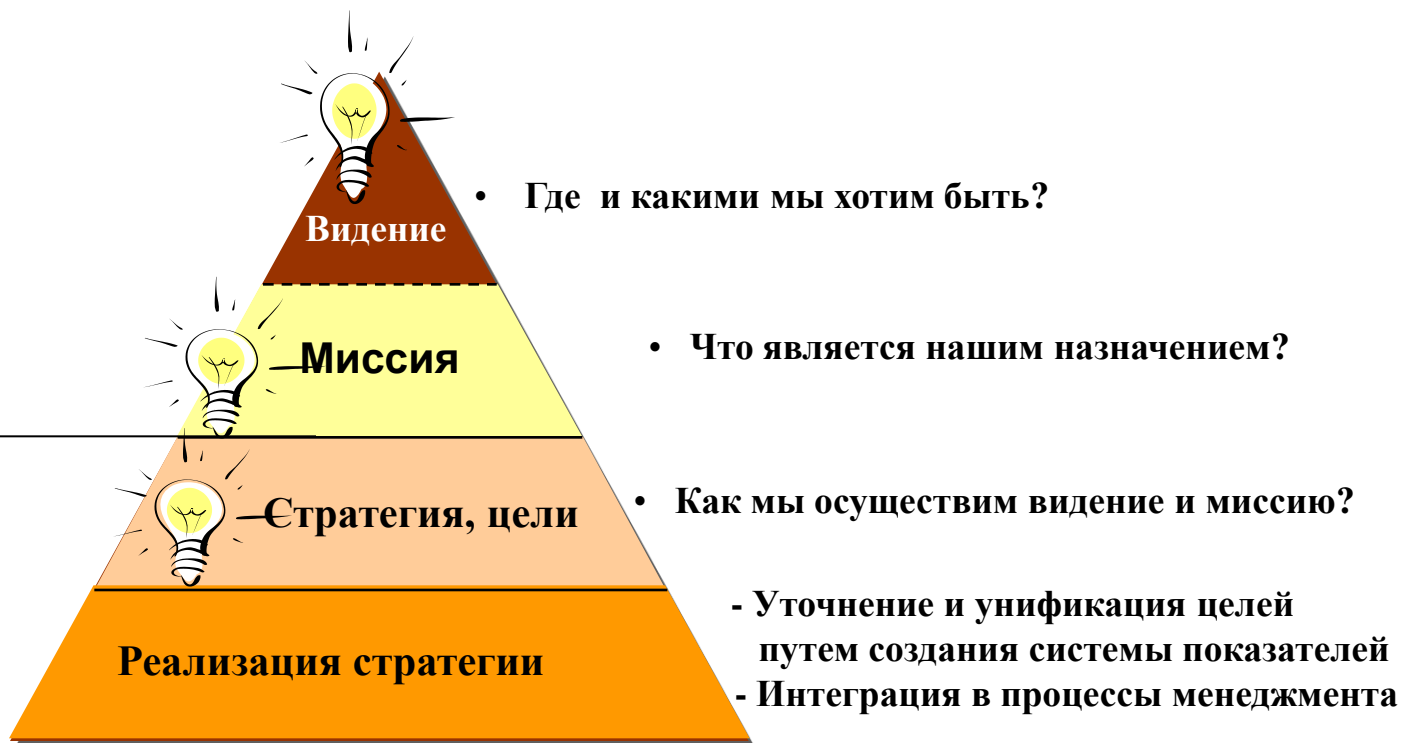 • Где и какими мы хотим быть?
Видение
Миссия
• Что является нашим назначением?
Стратегия, цели
• Как мы осуществим видение и миссию?
Реализация стратегии
- Уточнение и унификация целей
путем создания системы показателей
- Интеграция в процессы менеджмента